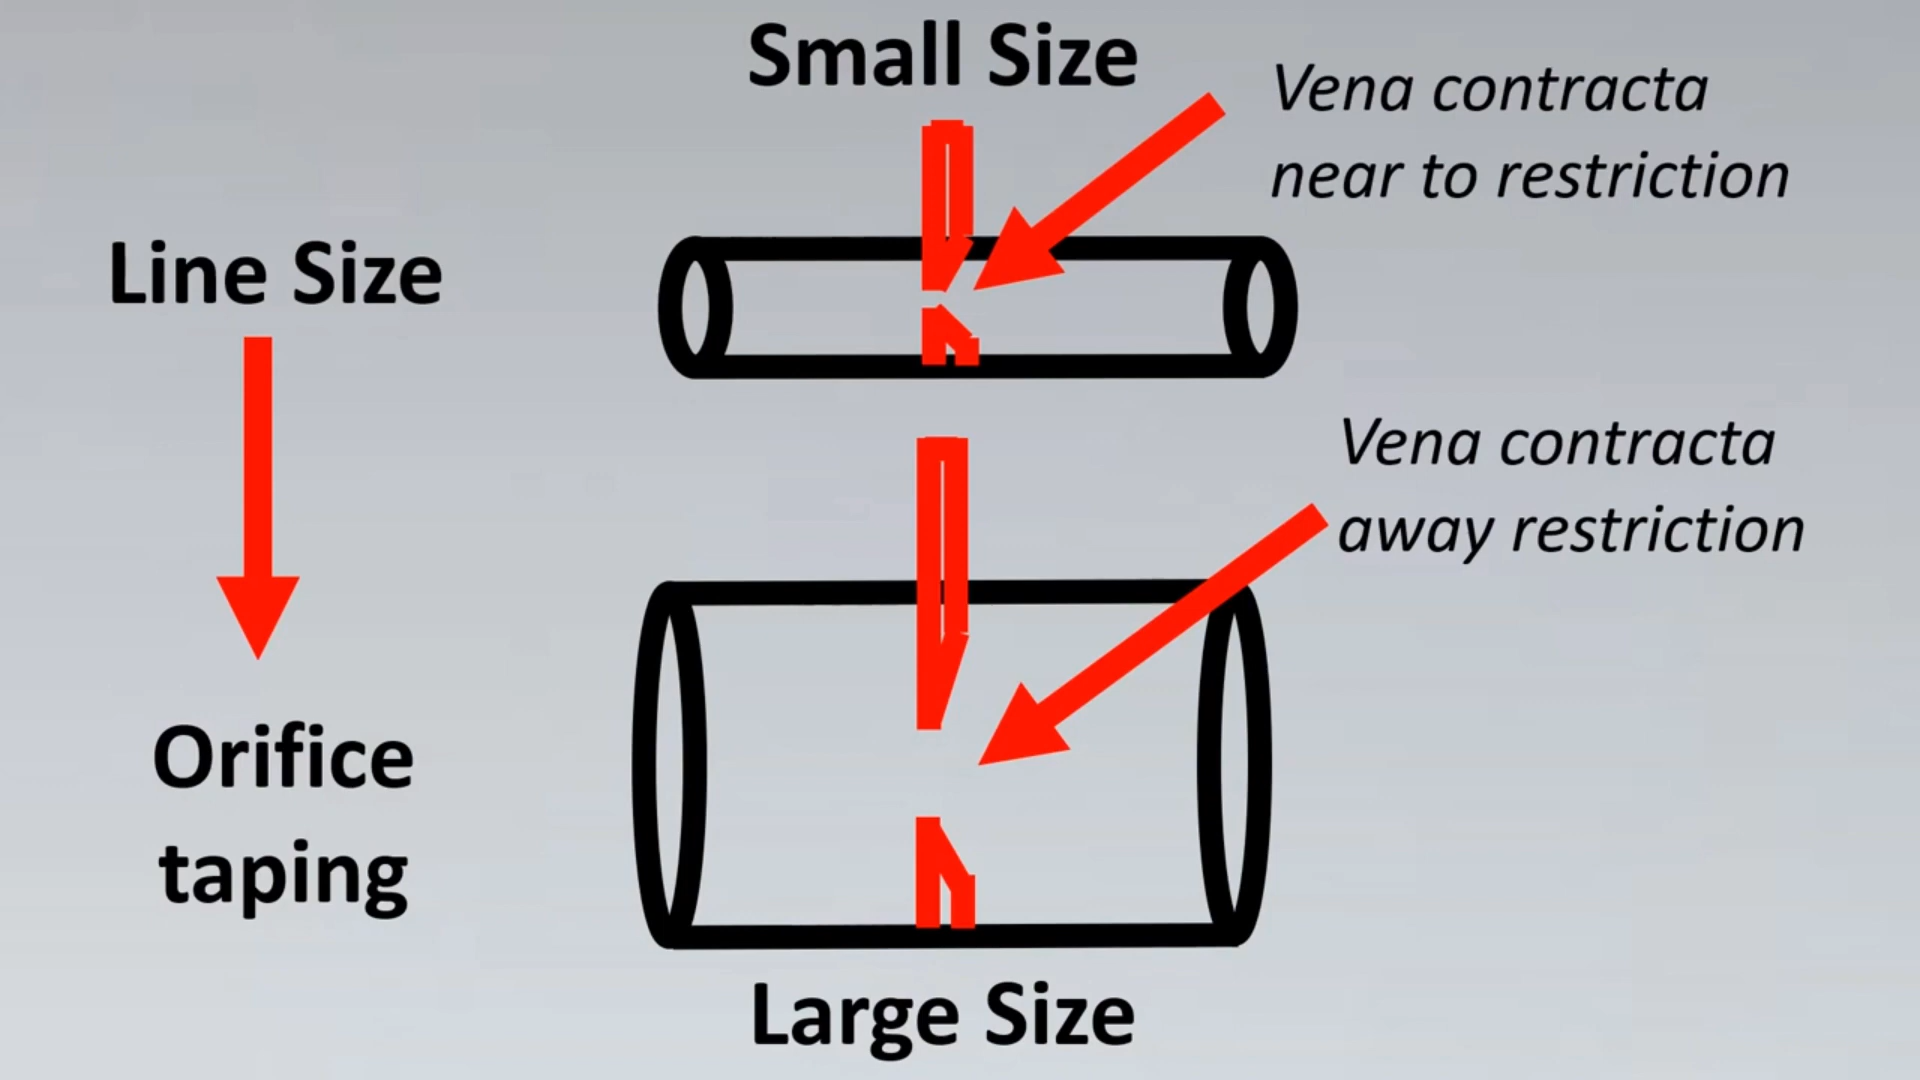 Small Size
Vena contracta
near to restriction
Line Size
Vena contracta
away restriction
Orifice
taping
Large Size